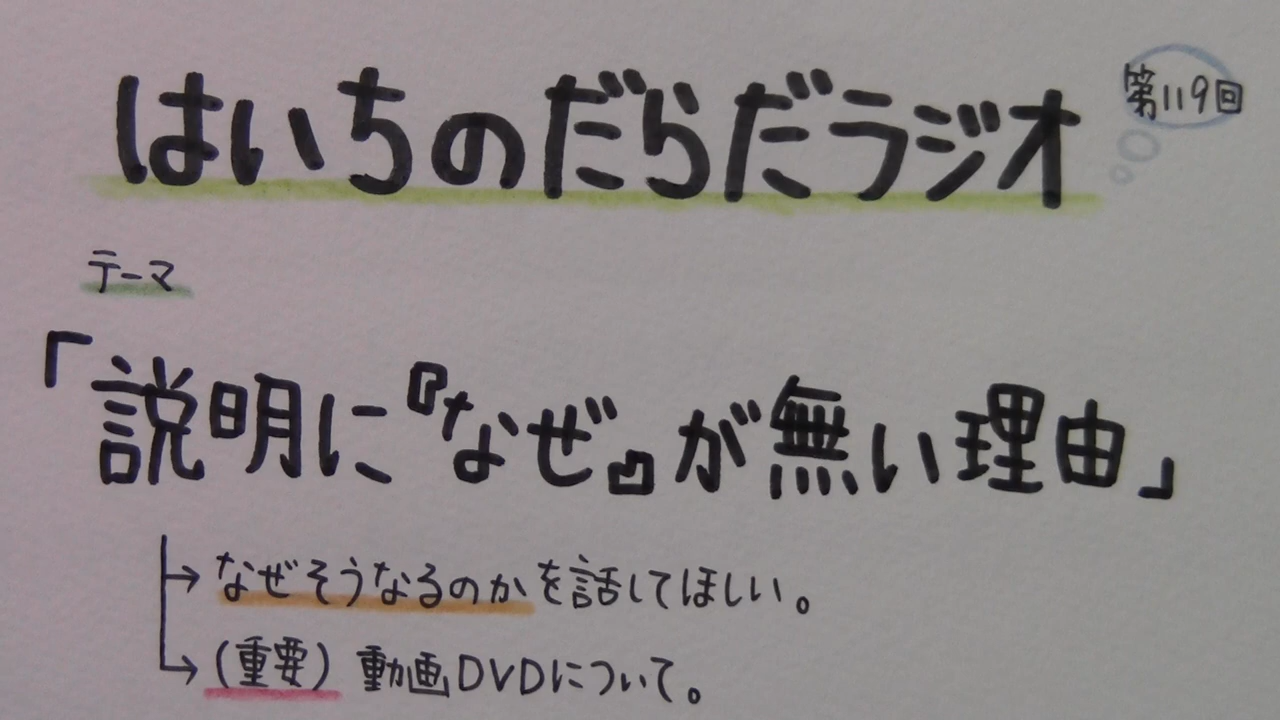 はいちのだらだラジオ
第119回
テーマ
「説明に『なぜ』が無い理由」
なぜそうなるのかを話してほしい。
(重要) 動画DVDについて。